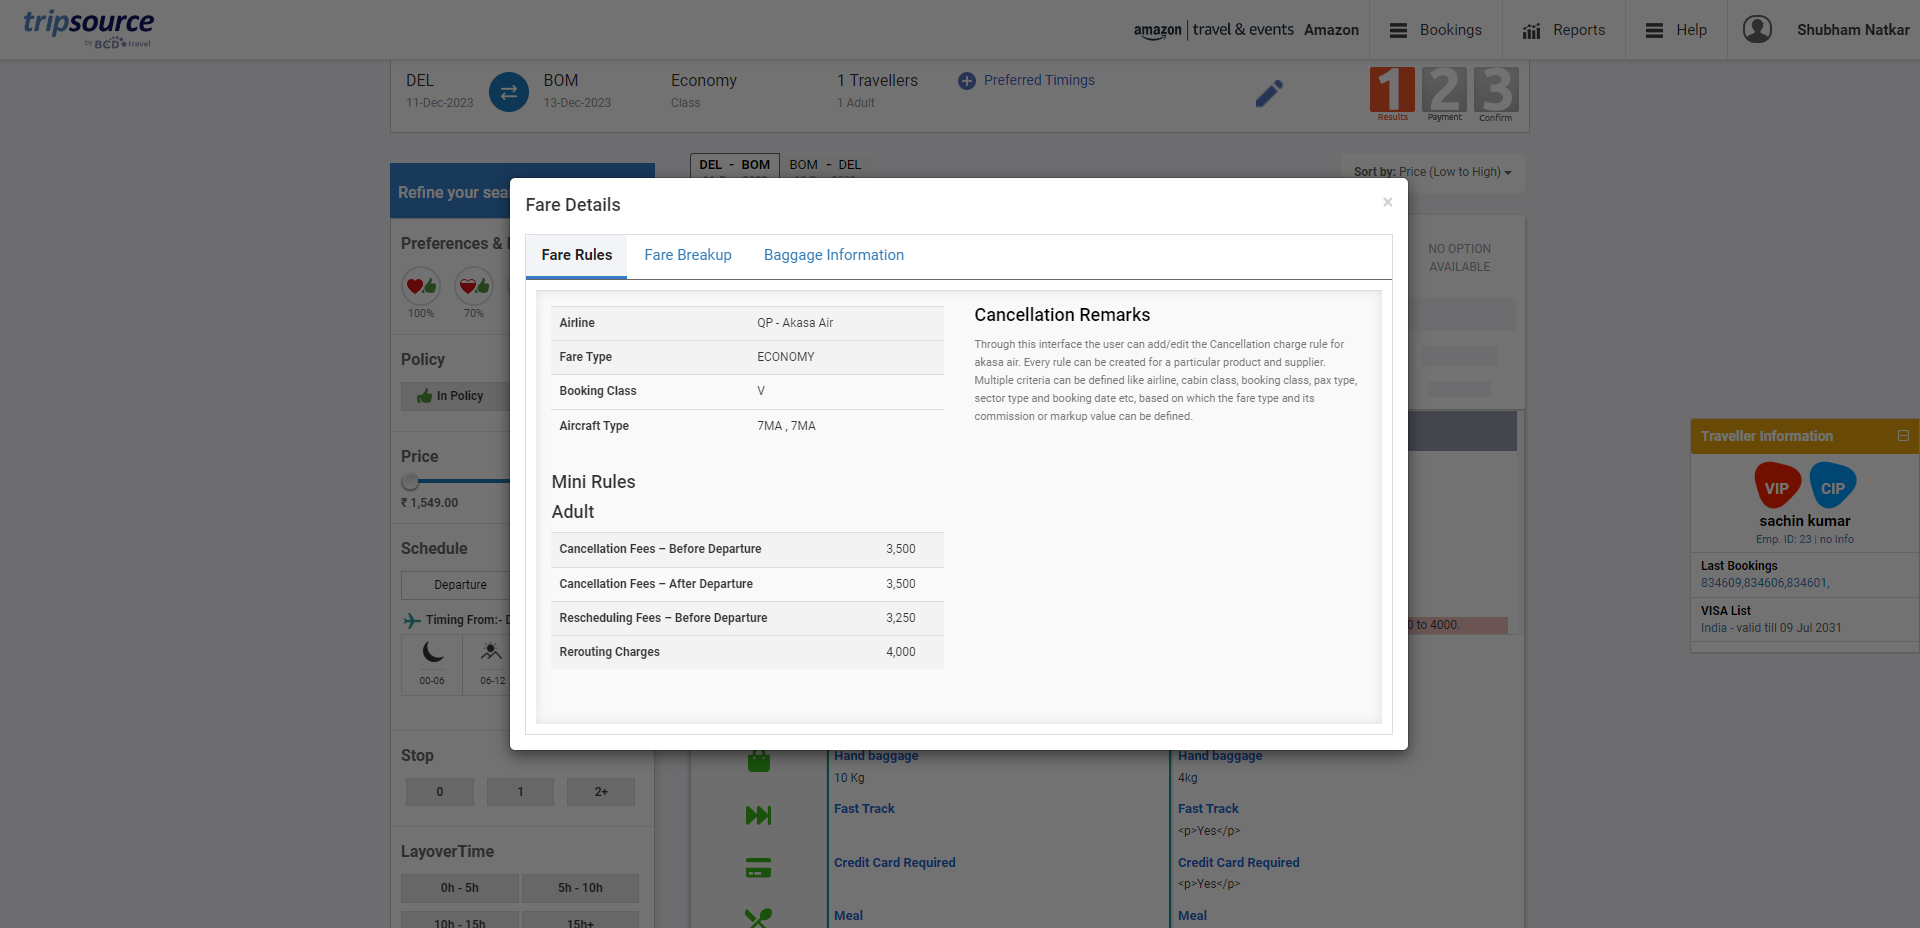 tripsource
by BCD travel
amazon | travel & events Amazon
Bookings
Reports
Help
Shubham Natkar
DEL
11-Dec-2023
BOM
13-Dec-2023
Economy
Class
1 Travellers
1 Adult
Preferred Timings
1 2 3
Results Payment Confirm
Refine your sea
DEL - BOM
BOM - DEL
Sort by: Price (Low to High)
Fare Details
×
Fare Rules
Fare Breakup
Baggage Information
Airline QP - Akasa Air
Fare Type ECONOMY
Booking Class V
Aircraft Type 7MA , 7MA
Mini Rules
Adult
Cancellation Fees – Before Departure 3,500
Cancellation Fees – After Departure 3,500
Rescheduling Fees – Before Departure 3,250
Rerouting Charges 4,000
Cancellation Remarks
Through this interface the user can add/edit the Cancellation charge rule for
akasa air. Every rule can be created for a particular product and supplier.
Multiple criteria can be defined like airline, cabin class, booking class, pax type,
sector type and booking date etc, based on which the fare type and its
commission or markup value can be defined.
Preferences &
100%
70%
Policy
In Policy
Price
₹ 1,549.00
Schedule
Departure
Timing From:- D
00-06
06-12
Stop
0
1
2+
LayoverTime
0h - 5h
5h - 10h
10h - 15h
15h+
NO OPTION
AVAILABLE
0 to 4000.
Hand baggage
10 Kg
Fast Track
Credit Card Required
Meal
Hand baggage
4kg
Fast Track
<p>Yes</p>
Credit Card Required
<p>Yes</p>
Meal
Traveller Information
VIP
CIP
sachin kumar
Emp. ID: 23 | no Info
Last Bookings
834609,834606,834601,
VISA List
India - valid till 09 Jul 2031